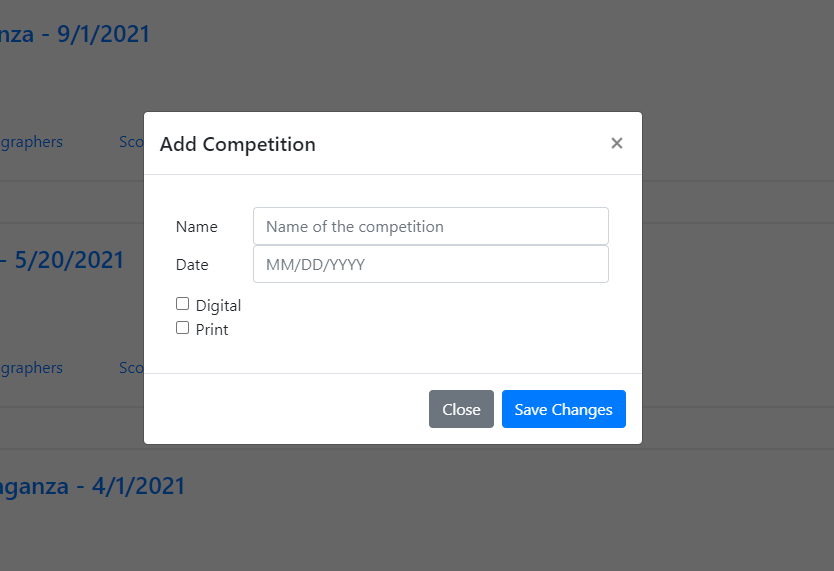 nza - 9/1/2021
graphers Sco
Add Competition ×
Name Name of the competition
Date MM/DD/YYYY
- 5/20/2021
Digital
Print
graphers Sco
Close Save Changes
aganza - 4/1/2021